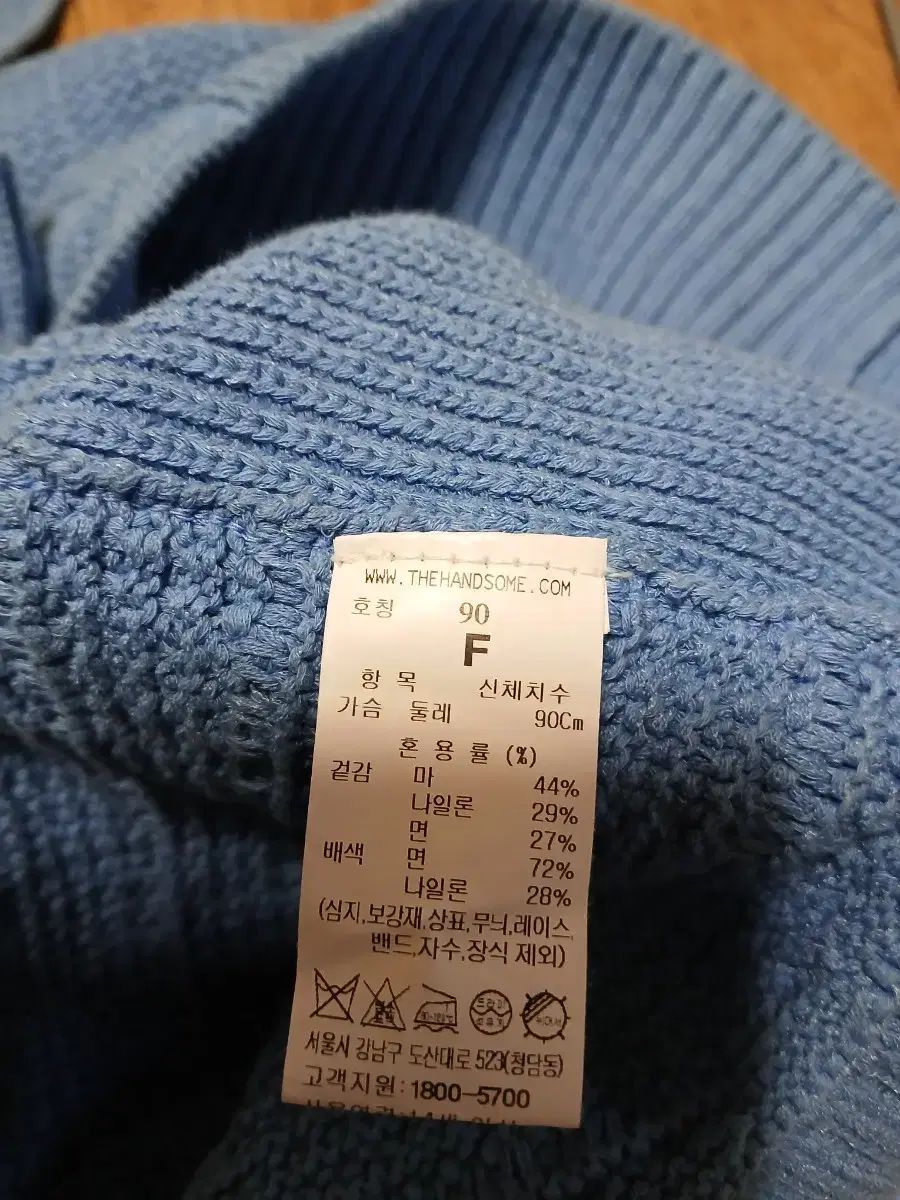 WWW.THEHANDSOME.COM
호칭 90
F
항 목 신체치수
가슴 둘레 90Cm
혼 용 률 (%)
겉감 마 44%
나일론 29%
면 27%
배색 면 72%
나일론 28%
(심지,보강재,상표,무늬,레이스,
밴드,자수,장식 제외)
드라이
서울시 강남구 도산대로 523(청담동)
고객지원:1800-5700